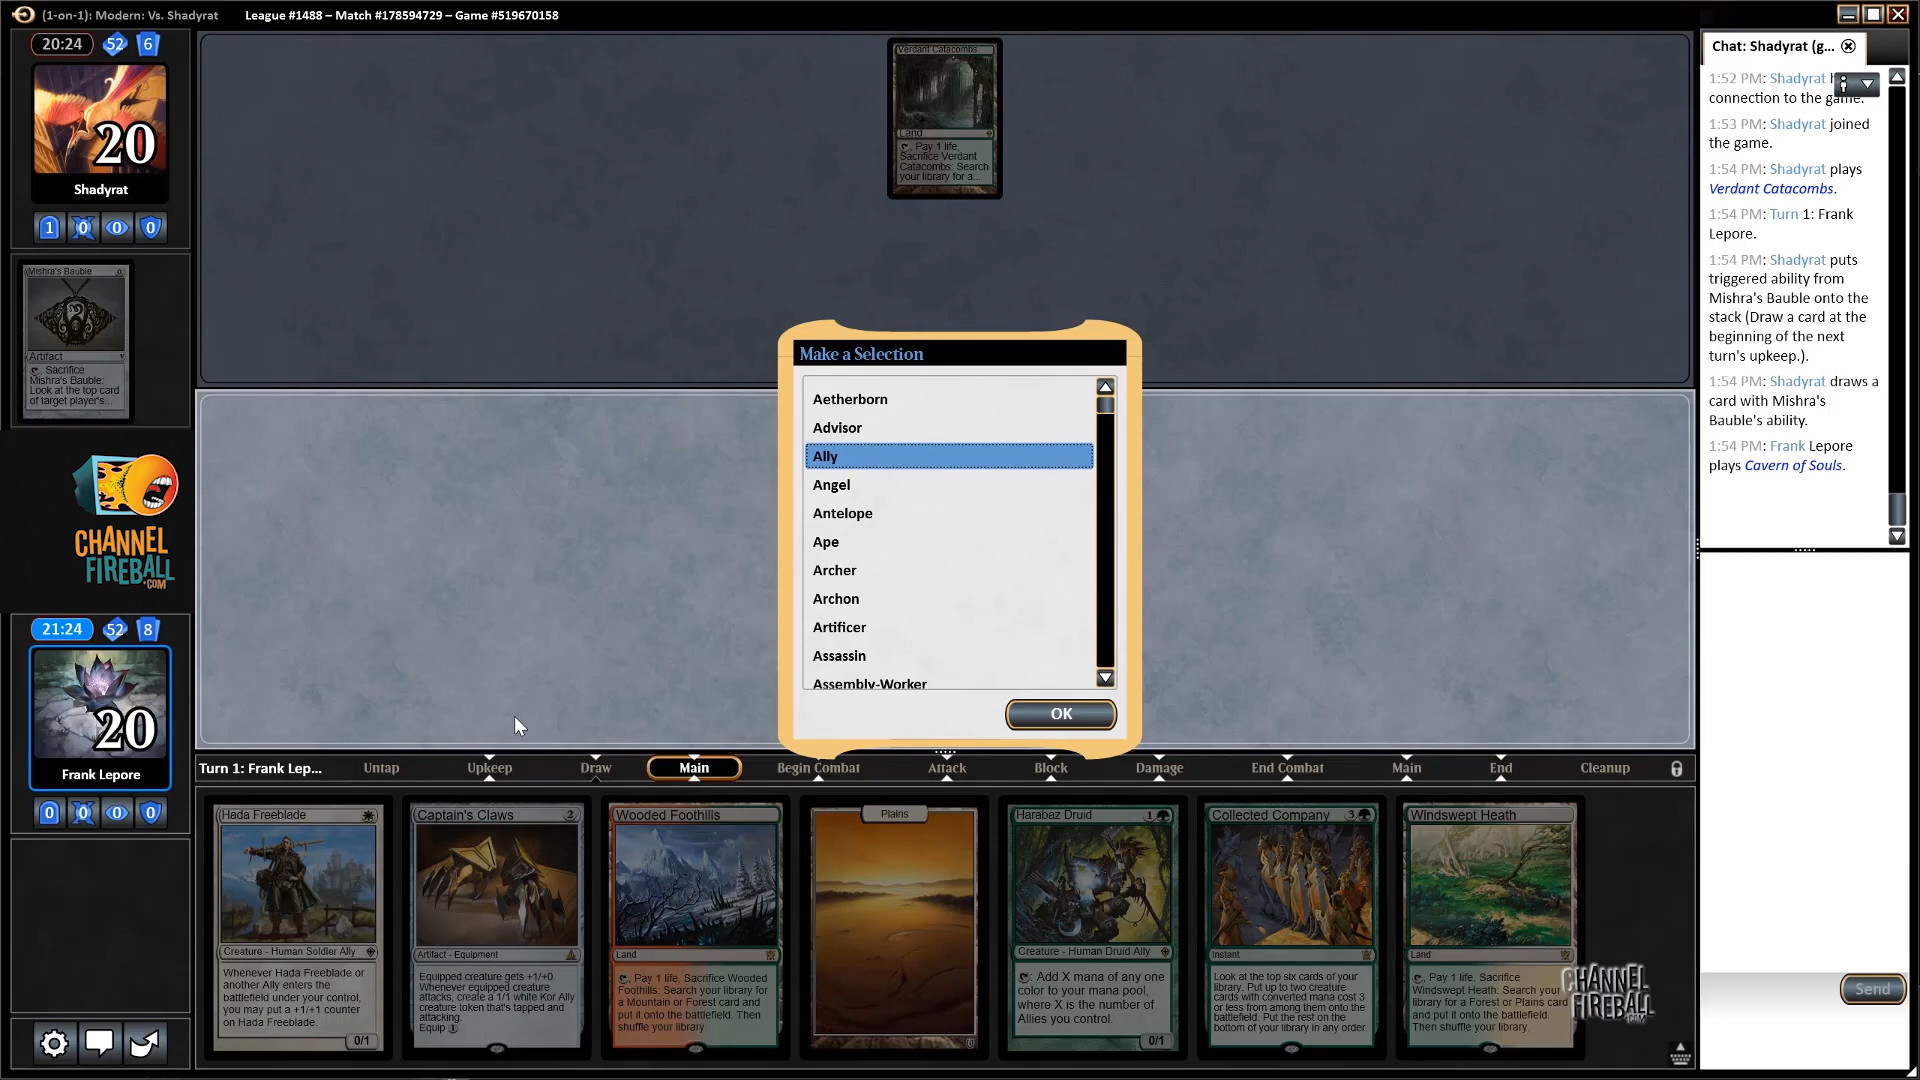 (1-on-1): Modern: Vs. Shadyrat
League #1488 – Match #178594729 – Game #519670158
20:24 52 6
20
Shadyrat
1 0 0 0
Mishra's Bauble 0
Artifact
, Sacrifice
Mishra's Bauble:
Look at the top card
of target player's...
CHANNEL
FIREBALL
.COM
21:24 52 8
20
Frank Lepore
0 0 0 0
Verdant Catacombs
Land
, Pay 1 life,
Sacrifice Verdant
Catacombs: Search
your library for a...
Make a Selection
Aetherborn
Advisor
Ally
Angel
Antelope
Ape
Archer
Archon
Artificer
Assassin
Assembly-Worker
OK
Turn 1: Frank Lep...
Untap
Upkeep
Draw
Main
Begin Combat
Attack
Block
Damage
End Combat
Main
End
Cleanup
Hada Freeblade
Creature - Human Soldier Ally
Whenever Hada Freeblade or
another Ally enters the
battlefield under your control,
you may put a +1/+1 counter
on Hada Freeblade.
0/1
Captain's Claws 2
Artifact - Equipment
Equipped creature gets +1/+0.
Whenever equipped creature
attacks, create a 1/1 white Kor Ally
creature token that's tapped and
attacking.
Equip 1
Wooded Foothills
Land
, Pay 1 life, Sacrifice Wooded
Foothills: Search your library for
a Mountain or Forest card and
put it onto the battlefield. Then
shuffle your library.
Plains
Harabaz Druid 1
Creature - Human Druid Ally
: Add X mana of any one
color to your mana pool,
where X is the number of
Allies you control.
0/1
Collected Company 3
Instant
Look at the top six cards of your
library. Put up to two creature
cards with converted mana cost 3
or less from among them onto the
battlefield. Put the rest on the
bottom of your library in any order.
Windswept Heath
Land
, Pay 1 life, Sacrifice
Windswept Heath: Search your
library for a Forest or Plains card
and put it onto the battlefield.
Then shuffle your library.
CHANNEL
FIREBALL
.COM
Chat: Shadyrat (g...
1:52 PM: Shadyrat
connection to the game.
1:53 PM: Shadyrat joined
the game.
1:54 PM: Shadyrat plays
Verdant Catacombs.
1:54 PM: Turn 1: Frank
Lepore.
1:54 PM: Shadyrat puts
triggered ability from
Mishra's Bauble onto the
stack (Draw a card at the
beginning of the next
turn's upkeep.).
1:54 PM: Shadyrat draws a
card with Mishra's
Bauble's ability.
1:54 PM: Frank Lepore
plays Cavern of Souls.
Send